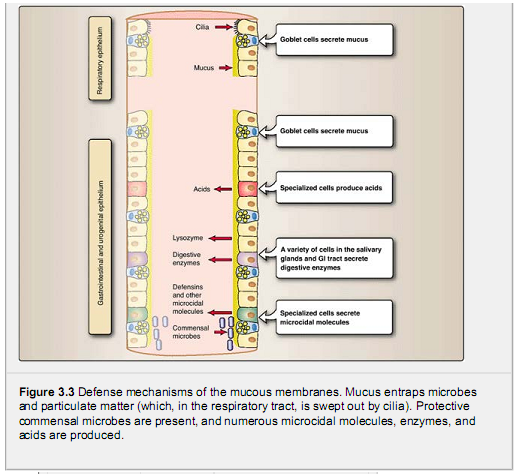 Respiratory epithelium
Cilia
Goblet cells secrete mucus
Mucus
Gastrointestinal and urogenital epithelium
Goblet cells secrete mucus
Acids
Specialized cells produce acids
Lysozyme
Digestive
enzymes
A variety of cells in the salivary
glands and GI tract secrete
digestive enzymes
Defensins and
other microcidal
molecules
Specialized cells secrete
microcidal molecules
Commensal
microbes
Figure 3.3 Defense mechanisms of the mucous membranes. Mucus entraps microbes
and particulate matter (which, in the respiratory tract, is swept out by cilia). Protective
commensal microbes are present, and numerous microcidal molecules, enzymes, and
acids are produced.